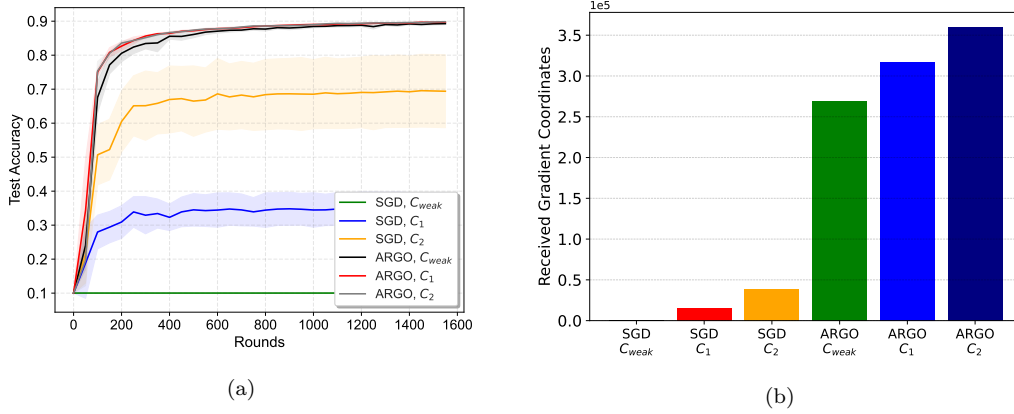 0.9
0.8
0.7
0.6
0.5
0.4
0.3
0.2
0.1
Test Accuracy
0 200 400 600 800 1000 1200 1400 1600
Rounds
SGD, C_weak
SGD, C_1
SGD, C_2
ARGO, C_weak
ARGO, C_1
ARGO, C_2
(a)
1e5
3.5
3.0
2.5
2.0
1.5
1.0
0.5
0.0
Received Gradient Coordinates
SGD SGD SGD ARGO ARGO ARGO
C_weak C_1 C_2 C_weak C_1 C_2
(b)